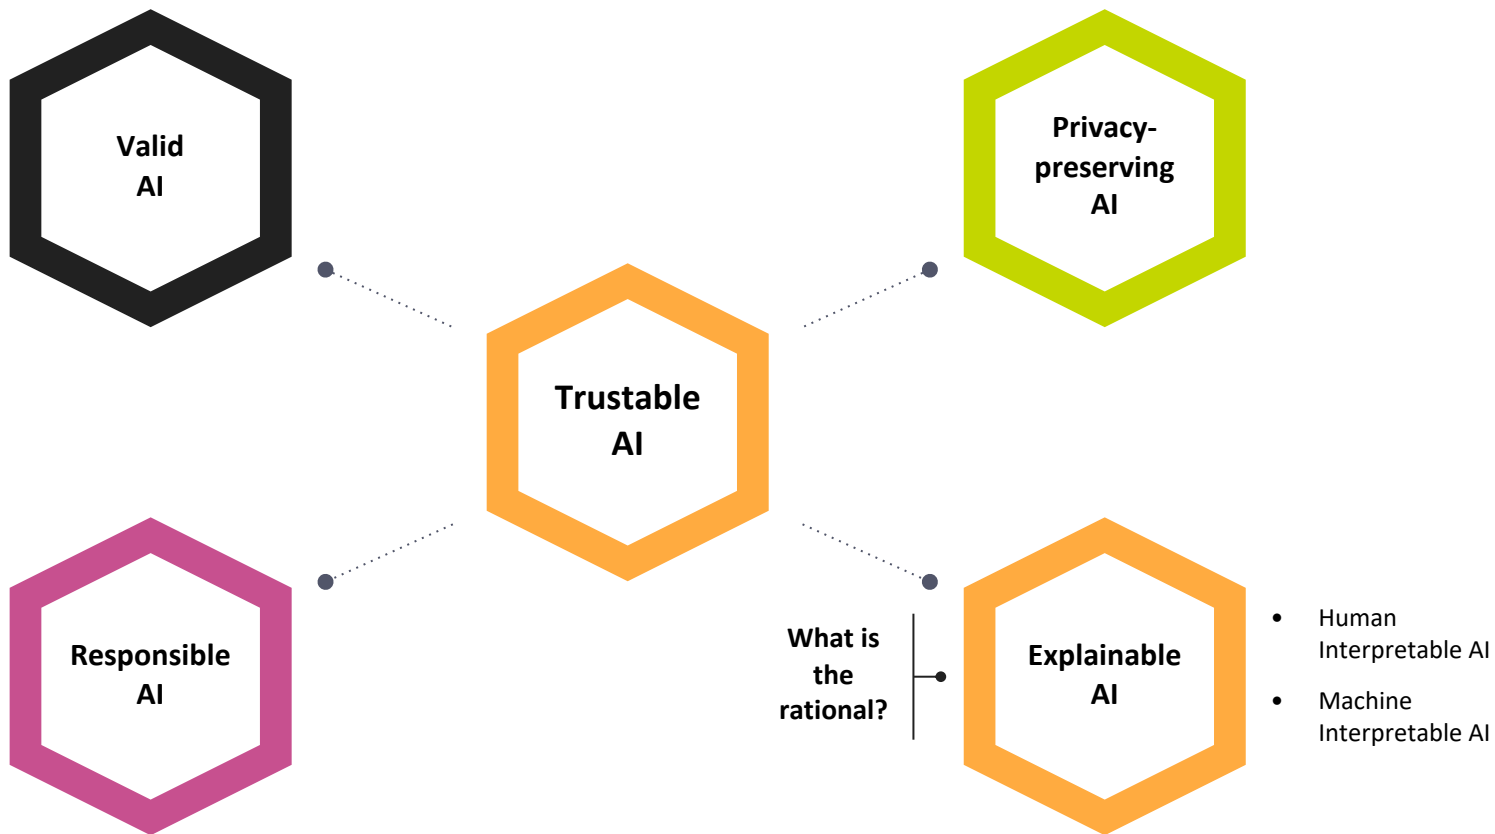 Valid
AI
Privacy-
preserving
AI
Trustable
AI
Responsible
AI
What is
the
rational?
Explainable
AI
• Human
Interpretable AI
• Machine
Interpretable AI